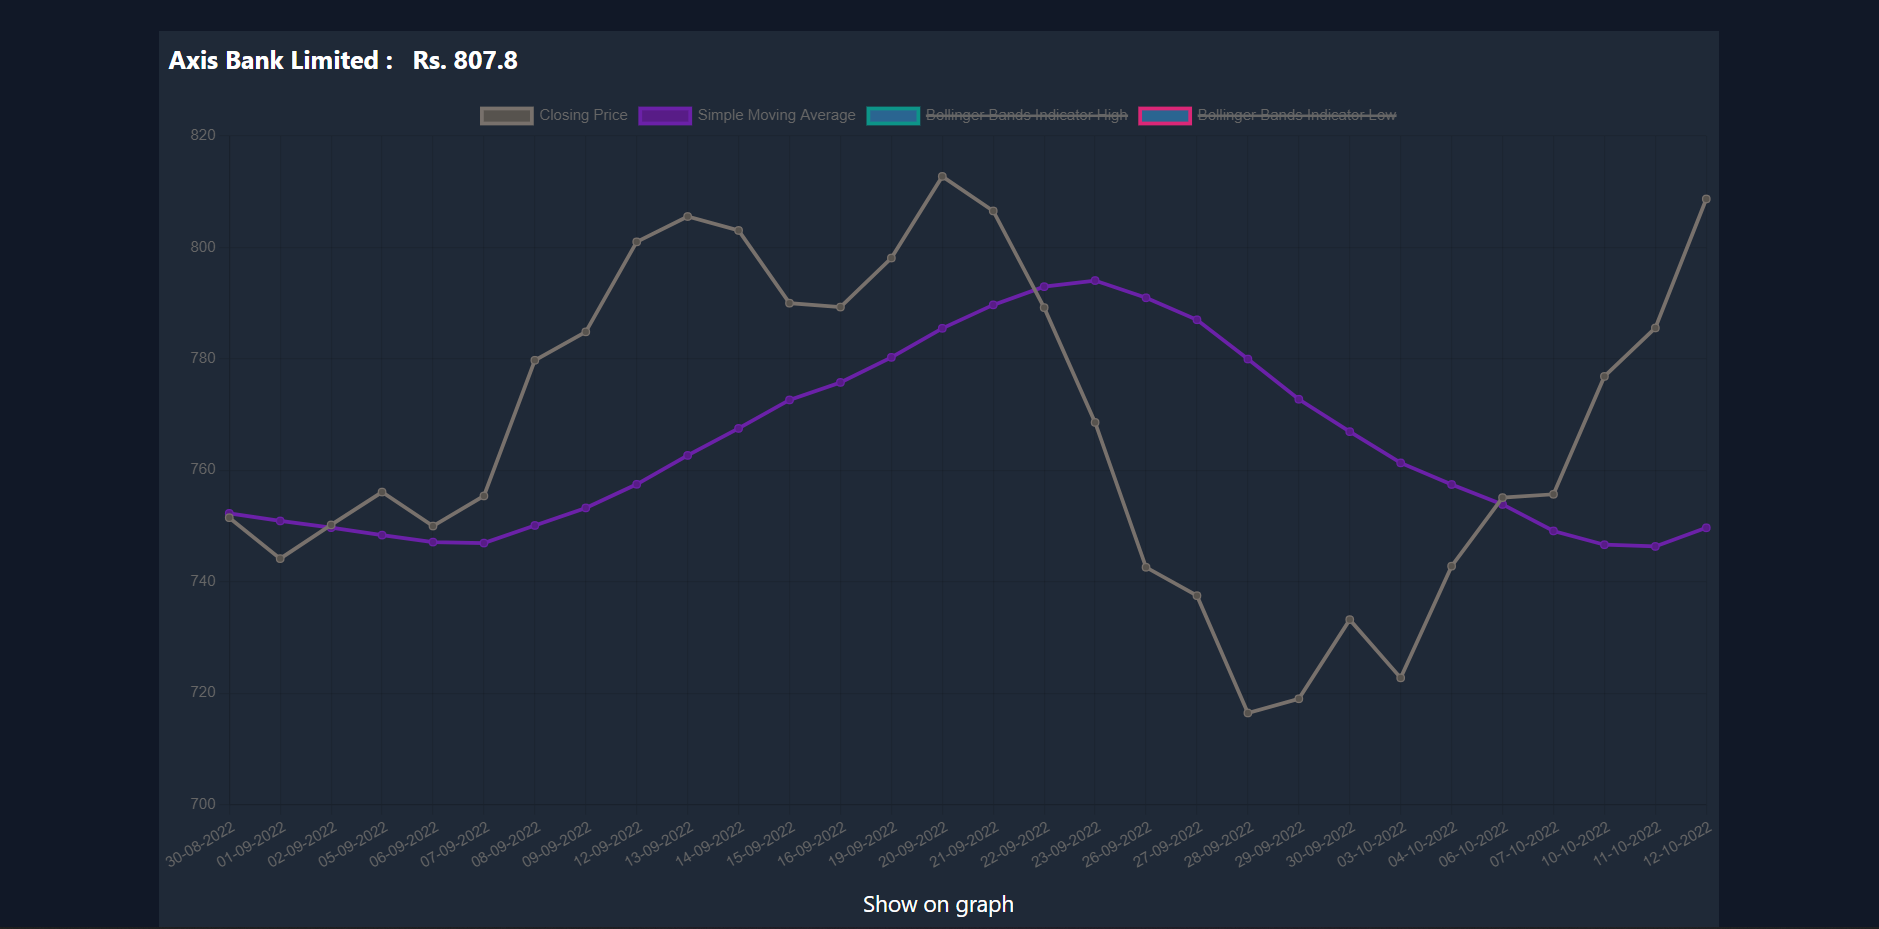 Axis Bank Limited :   Rs. 807.8
Closing Price Simple Moving Average Bollinger Bands Indicator High Bollinger Bands Indicator Low
820
800
780
760
740
720
700
30-08-2022 01-09-2022 02-09-2022 05-09-2022 06-09-2022 07-09-2022 08-09-2022 09-09-2022 12-09-2022 13-09-2022 14-09-2022 15-09-2022 16-09-2022 19-09-2022 20-09-2022 21-09-2022 22-09-2022 23-09-2022 26-09-2022 27-09-2022 28-09-2022 29-09-2022 30-09-2022 03-10-2022 04-10-2022 06-10-2022 07-10-2022 10-10-2022 11-10-2022 12-10-2022
Show on graph